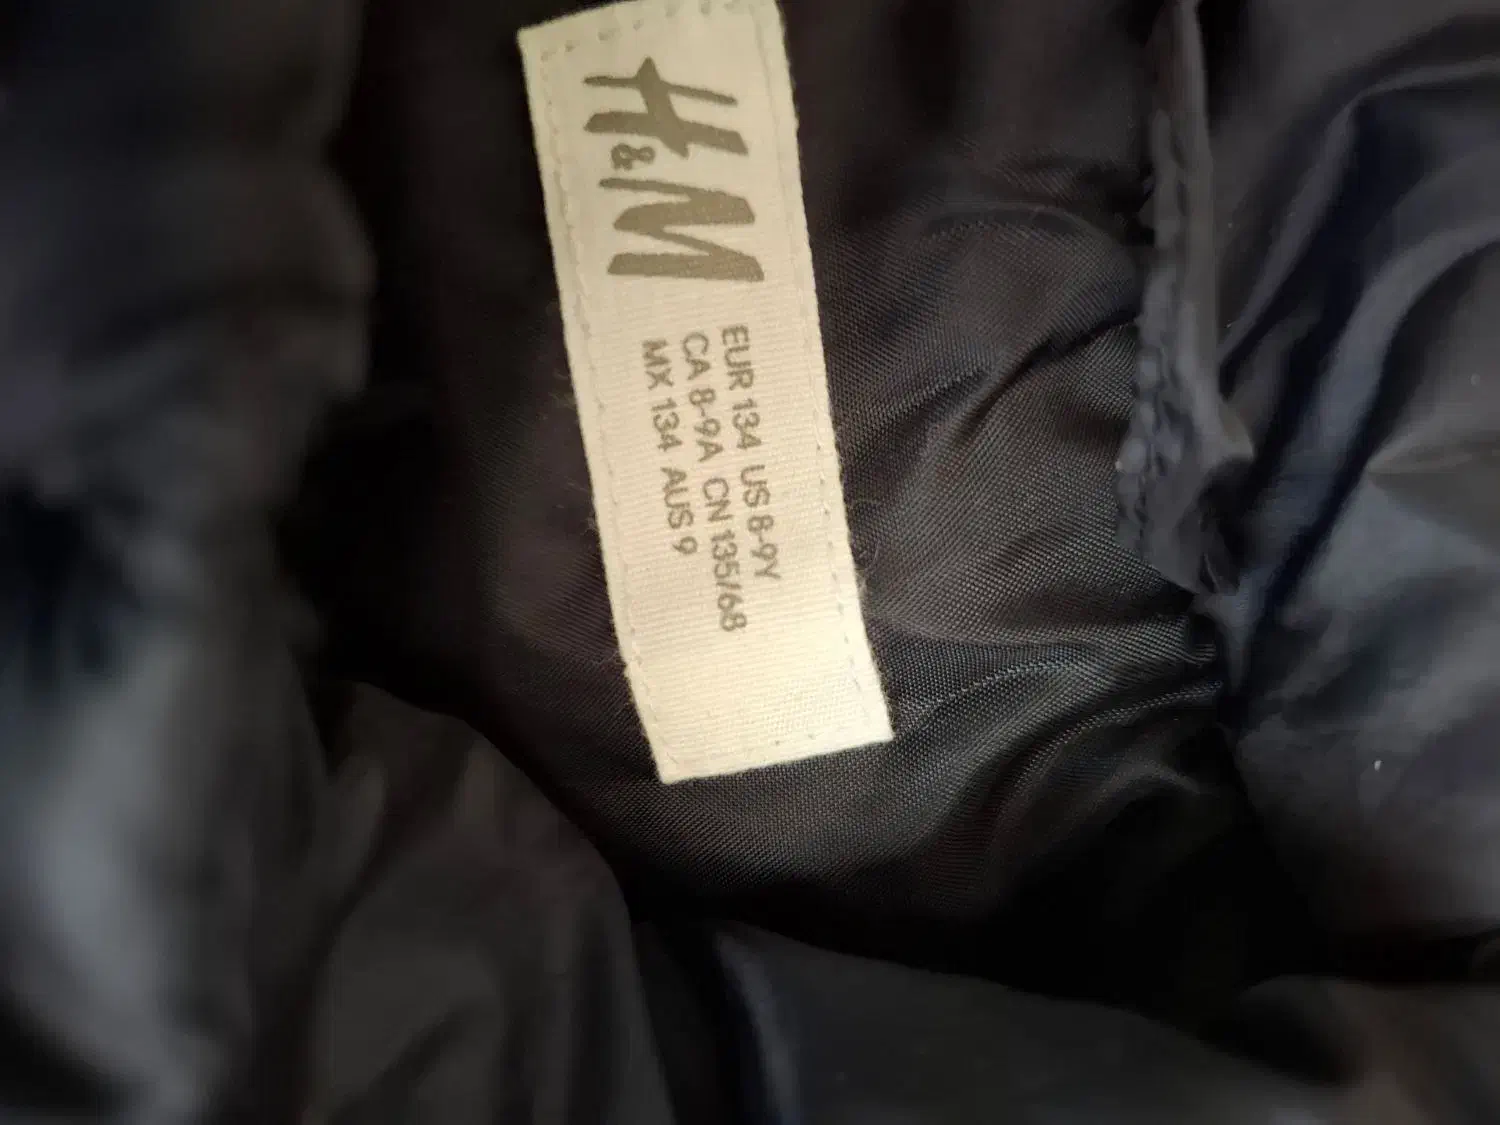 H&M
EUR 134 US 8-9Y
CA 8-9A CN 135/68
MX 134 AUS 9